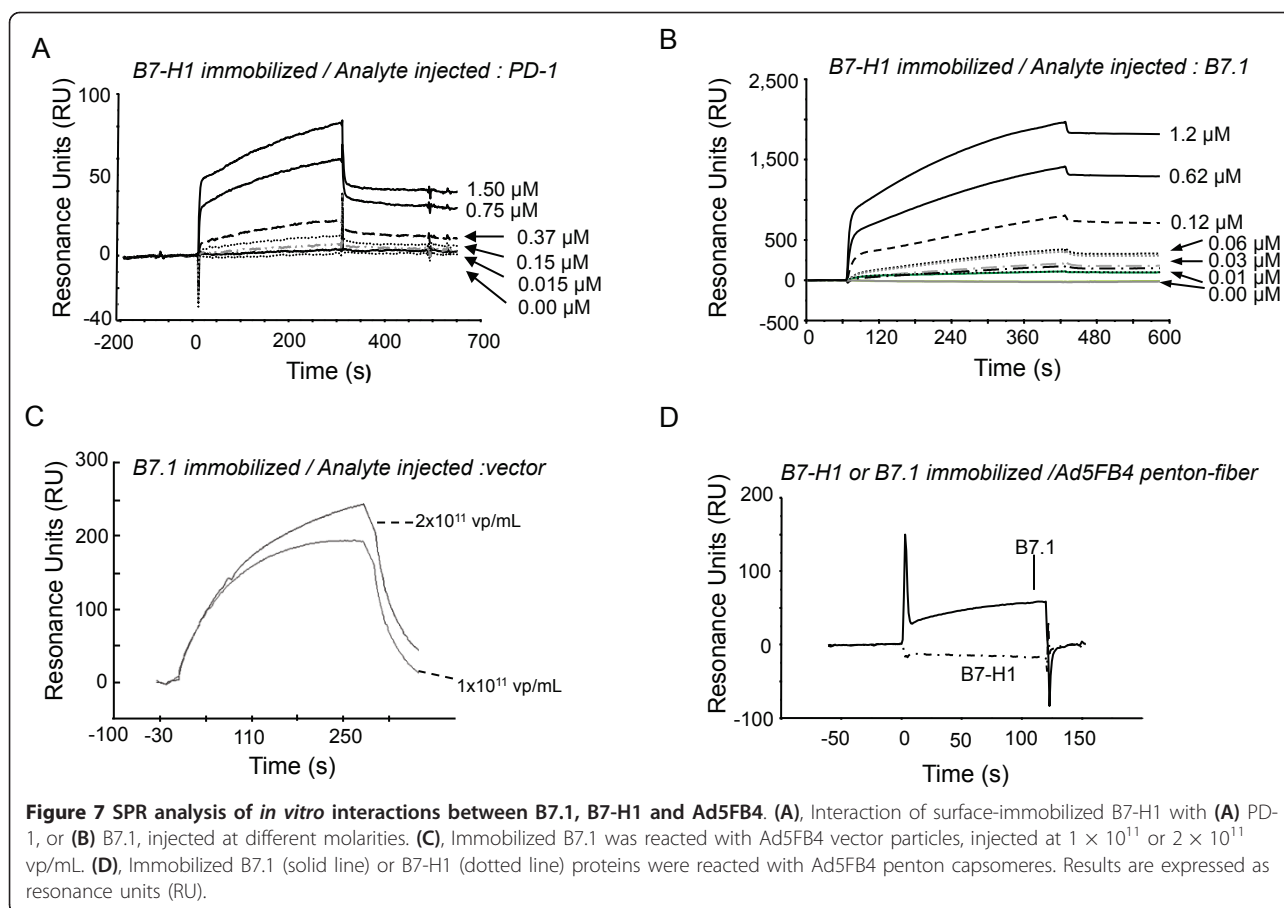 A
B7-H1 immobilized / Analyte injected : PD-1
Resonance Units (RU)
100
50
0
-40
-200
0
200
400
700
Time (s)
1.50 µM
0.75 µM
0.37 µM
0.15 µM
0.015 µM
0.00 µM
B
B7-H1 immobilized / Analyte injected : B7.1
Resonance Units (RU)
2,500
1,500
500
0
-500
0
120
240
360
480
600
Time (s)
1.2 µM
0.62 µM
0.12 µM
0.06 µM
0.03 µM
0.01 µM
0.00 µM
C
B7.1 immobilized / Analyte injected :vector
Resonance Units (RU)
300
200
100
0
-100
-30
110
250
Time (s)
2x10¹¹ vp/mL
1x10¹¹ vp/mL
D
B7-H1 or B7.1 immobilized /Ad5FB4 penton-fiber
Resonance Units (RU)
200
100
0
-100
-50
0
50
100
150
Time (s)
B7.1
B7-H1
Figure 7 SPR analysis of in vitro interactions between B7.1, B7-H1 and Ad5FB4. (A), Interaction of surface-immobilized B7-H1 with (A) PD-
1, or (B) B7.1, injected at different molarities. (C), Immobilized B7.1 was reacted with Ad5FB4 vector particles, injected at 1 × 10¹¹ or 2 × 10¹¹
vp/mL. (D), Immobilized B7.1 (solid line) or B7-H1 (dotted line) proteins were reacted with Ad5FB4 penton capsomeres. Results are expressed as
resonance units (RU).